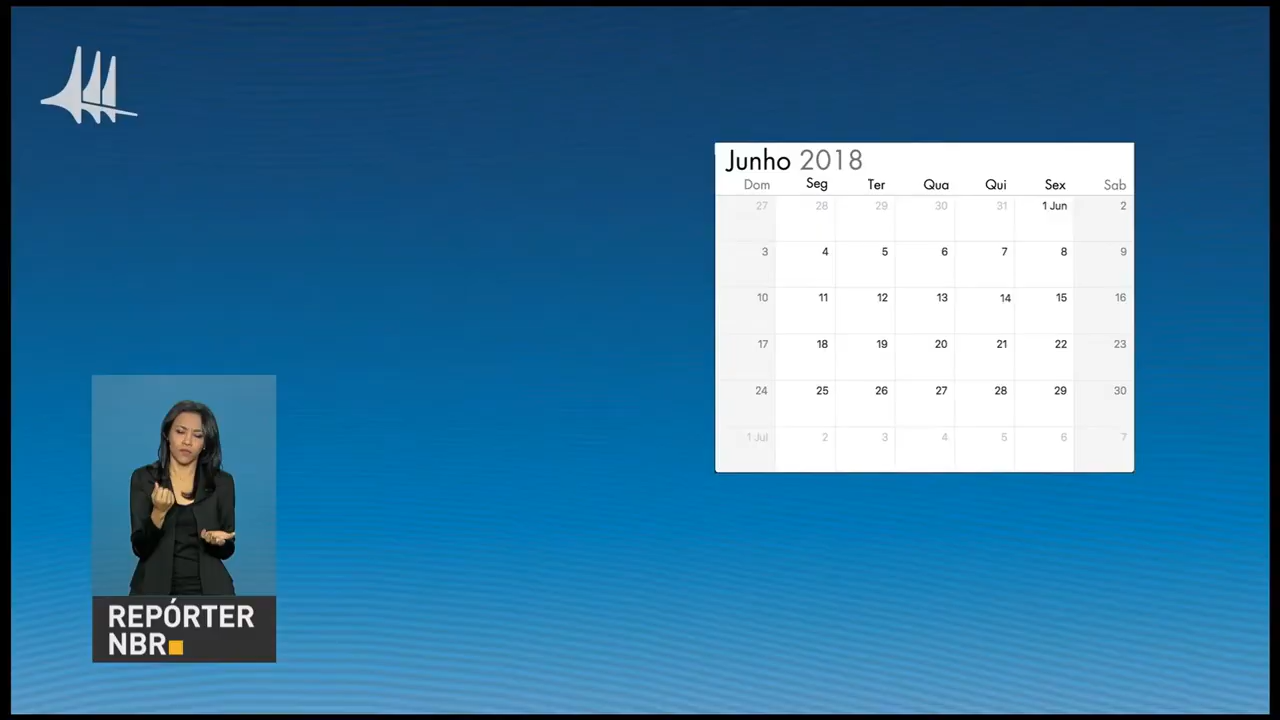 Junho 2018
Dom Seg Ter Qua Qui Sex Sab
27 28 29 30 31 1 Jun 2
3 4 5 6 7 8 9
10 11 12 13 14 15 16
17 18 19 20 21 22 23
24 25 26 27 28 29 30
1 Jul 2 3 4 5 6 7
REPÓRTER
NBR